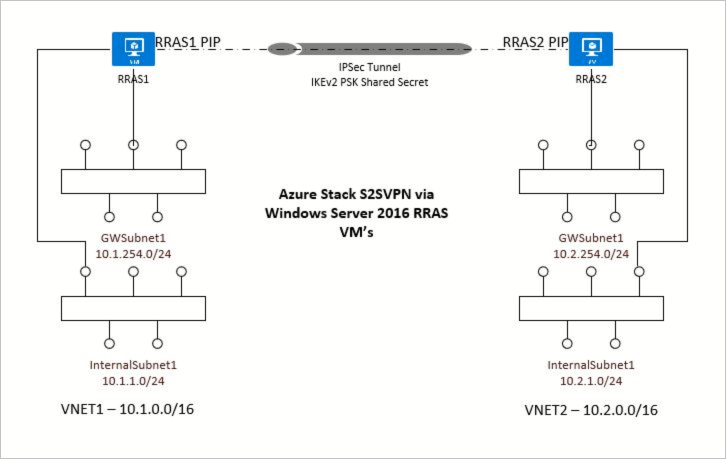 RRAS1 PIP
RRAS2 PIP
RRAS1
IPSec Tunnel
IKEv2 PSK Shared Secret
RRAS2
Azure Stack S2SVPN via
Windows Server 2016 RRAS
VM's
GWSubnet1
10.1.254.0/24
GWSubnet1
10.2.254.0/24
InternalSubnet1
10.1.1.0/24
InternalSubnet1
10.2.1.0/24
VNET1 – 10.1.0.0/16
VNET2 – 10.2.0.0/16